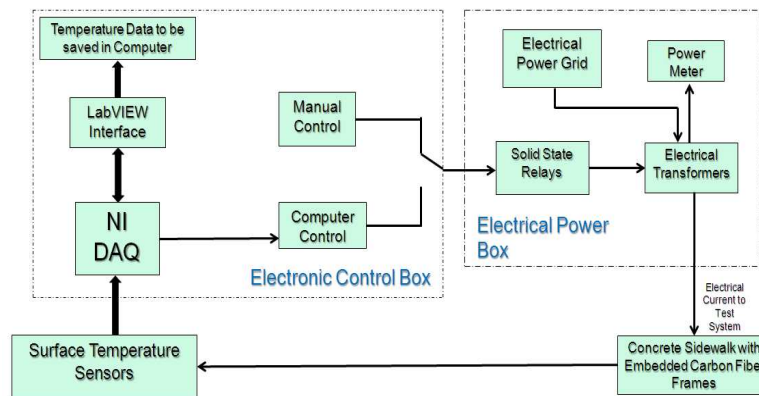 Temperature Data to be
saved in Computer
LabVIEW
Interface
NI
DAQ
Manual
Control
Computer
Control
Electronic Control Box
Electrical
Power Grid
Power
Meter
Solid State
Relays
Electrical
Transformers
Electrical Power
Box
Electrical
Current to
Test
System
Surface Temperature
Sensors
Concrete Sidewalk with
Embedded Carbon Fiber
Frames